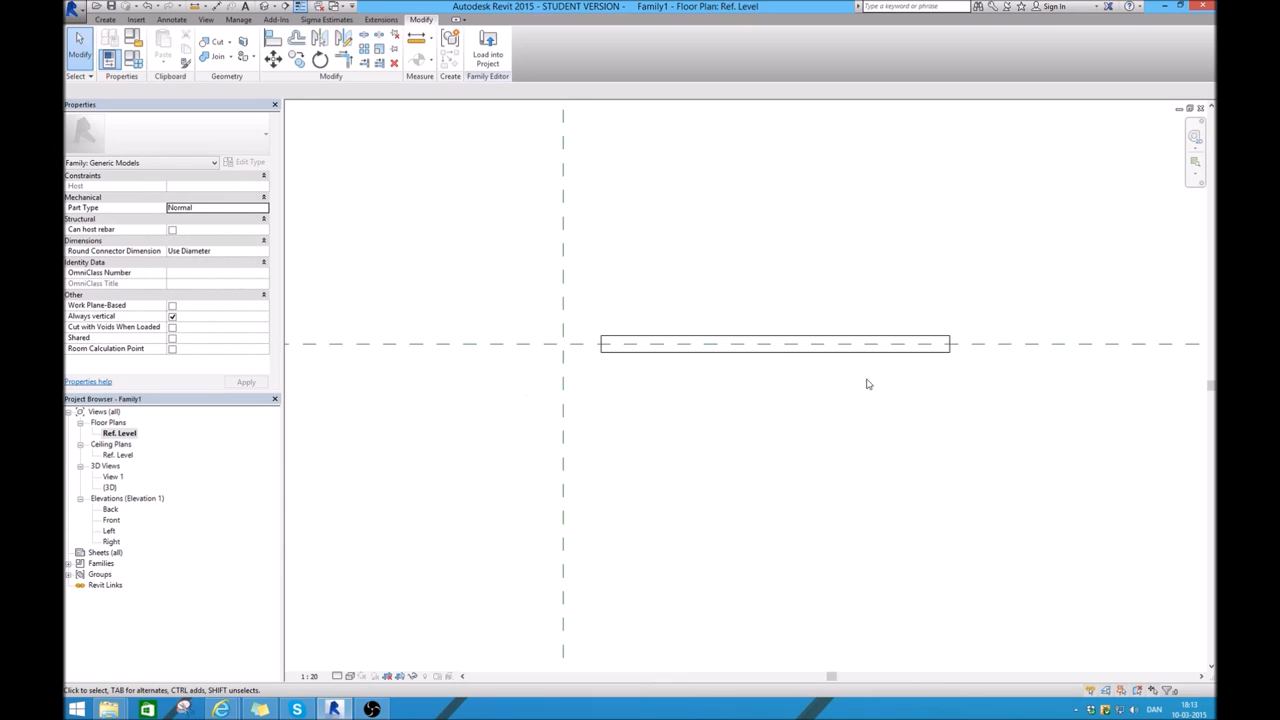 Autodesk Revit 2015 - STUDENT VERSION - Family1 - Floor Plan: Ref. Level
Type a keyword or phrase
Sign In
Create Insert Annotate View Manage Add-Ins Sigma Estimates Extensions Modify
Modify
Paste
Cut
Join
Load into
Project
Select Properties Clipboard Geometry Modify Measure Create Family Editor
Properties
Family: Generic Models
Edit Type
Constraints
Host
Mechanical
Part Type Normal
Structural
Can host rebar
Dimensions
Round Connector Dimension Use Diameter
Identity Data
OmniClass Number
OmniClass Title
Other
Work Plane-Based
Always vertical
Cut with Voids When Loaded
Shared
Room Calculation Point
Properties help
Apply
Project Browser - Family1
Views (all)
Floor Plans
Ref. Level
Ceiling Plans
Ref. Level
3D Views
View 1
{3D}
Elevations (Elevation 1)
Back
Front
Left
Right
Sheets (all)
Families
Groups
Revit Links
1 : 20
Click to select, TAB for alternates, CTRL adds, SHIFT unselects.
:0
DAN
18:13
10-03-2015